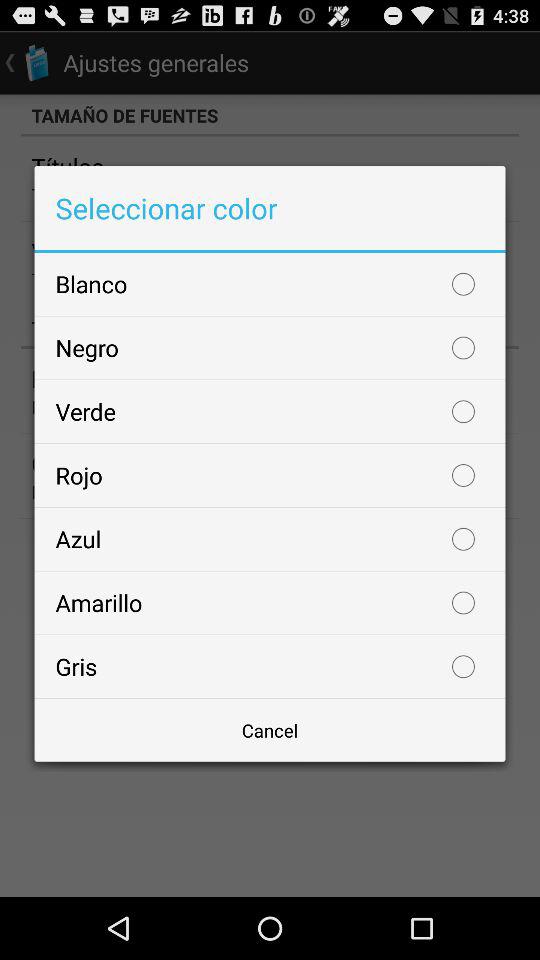 4:38
Ajustes generales
TAMAÑO DE FUENTES
Títulos
Seleccionar color
Blanco
Negro
Verde
Rojo
Azul
Amarillo
Gris
Cancel